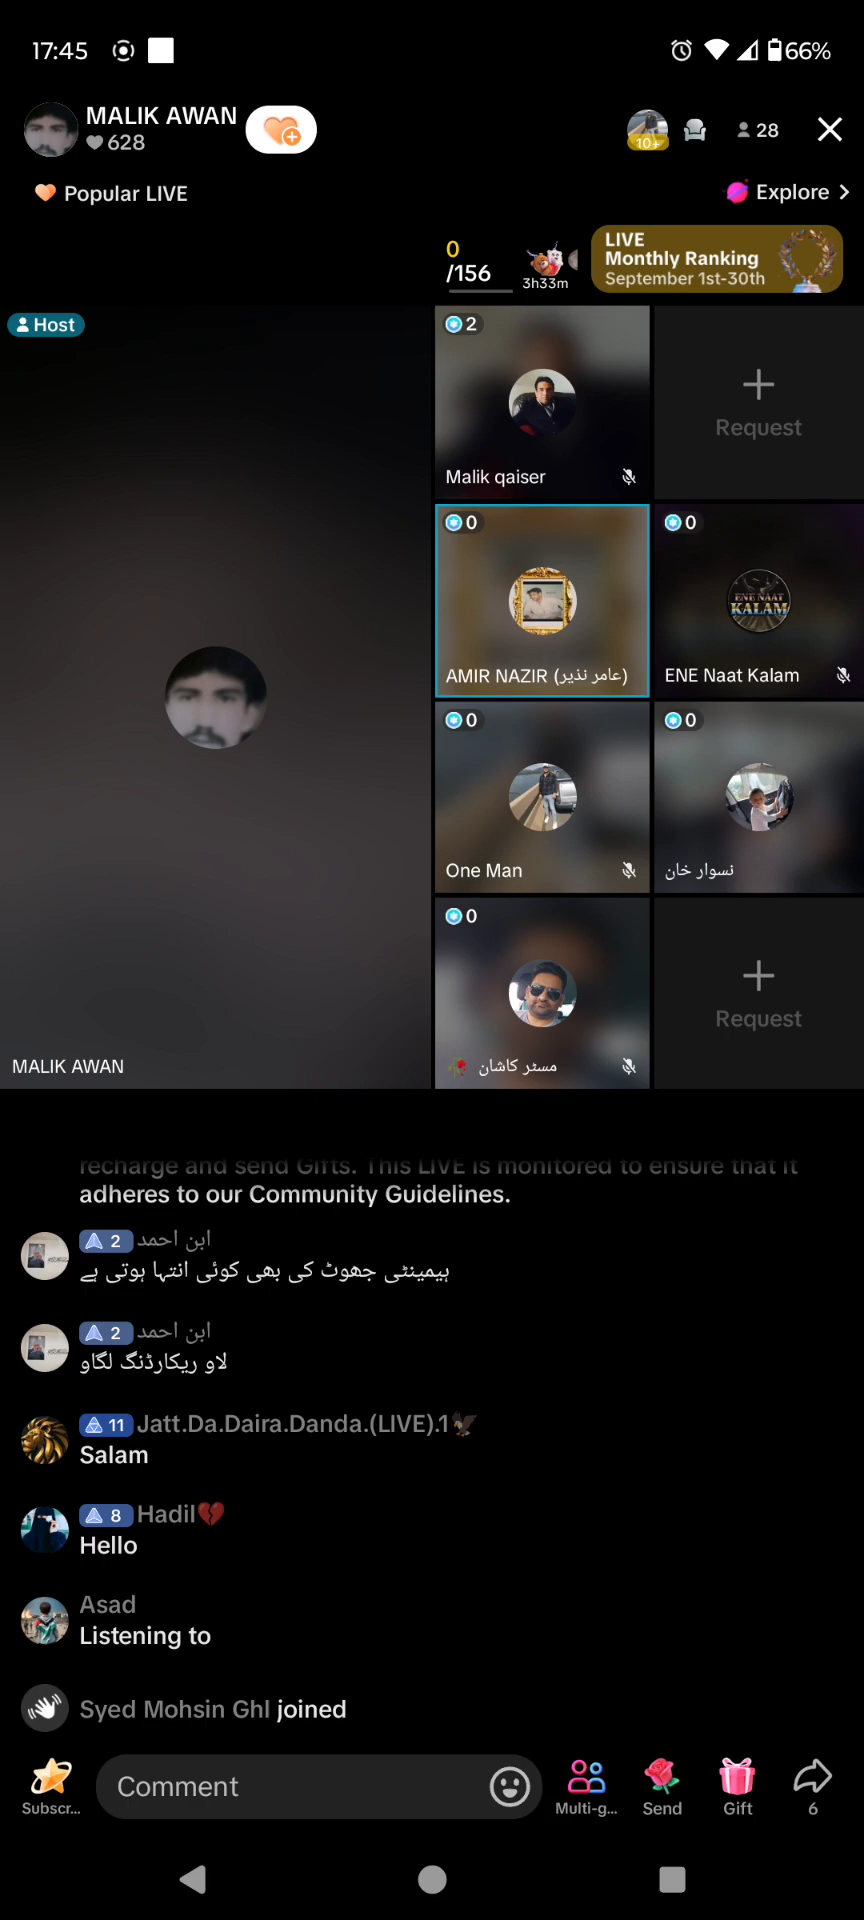 17:45
66%
MALIK AWAN
628
10+
28
Popular LIVE
Explore
0
/156
3h33m
LIVE
Monthly Ranking
September 1st-30th
Host
2
Malik qaiser
Request
0
AMIR NAZIR (عامر نذیر)
0
ENE NAAT
KALAM
ENE Naat Kalam
0
One Man
0
نسوار خان
0
مسٹر کاشان
Request
MALIK AWAN
recharge and send Gifts. This LIVE is monitored to ensure that it
adheres to our Community Guidelines.
2 ابن احمد
ہیمینٹی جھوٹ کی بھی کوئی انتہا ہوتی ہے
2 ابن احمد
لاو ریکارڈنگ لگاو
11 Jatt.Da.Daira.Danda.(LIVE).1🦅
Salam
8 Hadil💔
Hello
Asad
Listening to
Syed Mohsin Ghl joined
Comment
Subscr...
Multi-g...
Send
Gift
6